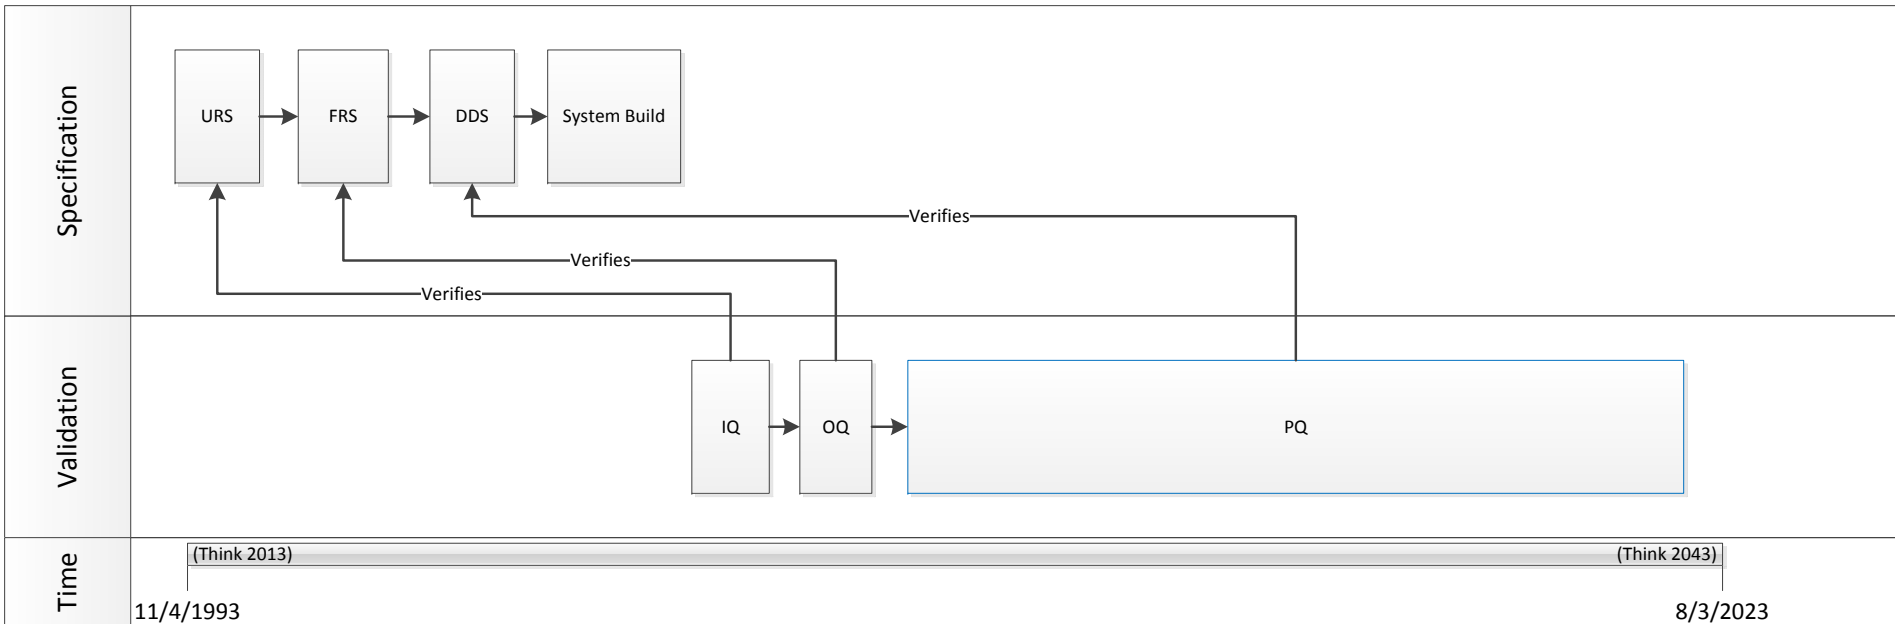 Specification
URS
FRS
DDS
System Build
Verifies
Verifies
Verifies
Validation
IQ
OQ
PQ
Time
(Think 2013)
(Think 2043)
11/4/1993
8/3/2023